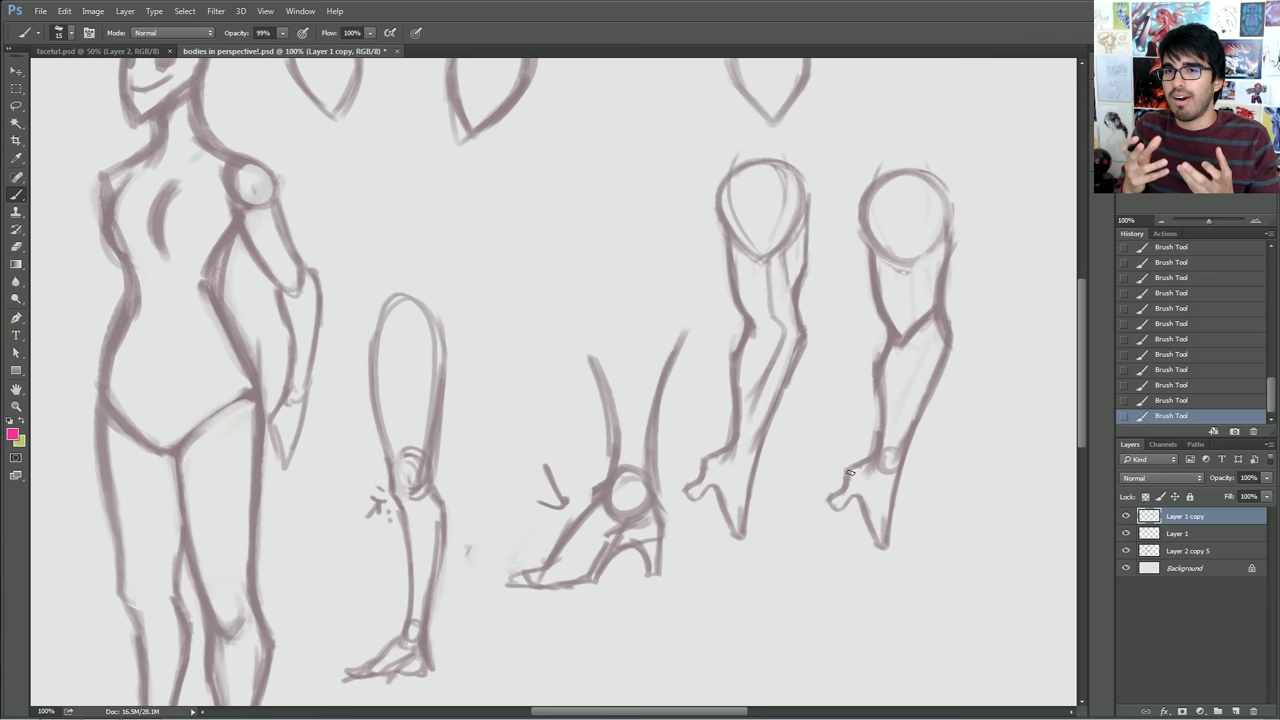 Ps File Edit Image Layer Type Select Filter 3D View Window Help
15 Mode: Normal Opacity: 99% Flow: 100%
facetut.psd @ 50% (Layer 2, RGB/8) × bodies in perspective!.psd @ 100% (Layer 1 copy, RGB/8) * ×
100%
History Actions
Brush Tool
Brush Tool
Brush Tool
Brush Tool
Brush Tool
Brush Tool
Brush Tool
Brush Tool
Brush Tool
Brush Tool
Brush Tool
Brush Tool
Layers Channels Paths
Kind
Normal Opacity: 100%
Lock: Fill: 100%
Layer 1 copy
Layer 1
Layer 2 copy 5
Background
100% Doc: 16.5M/28.1M
fx